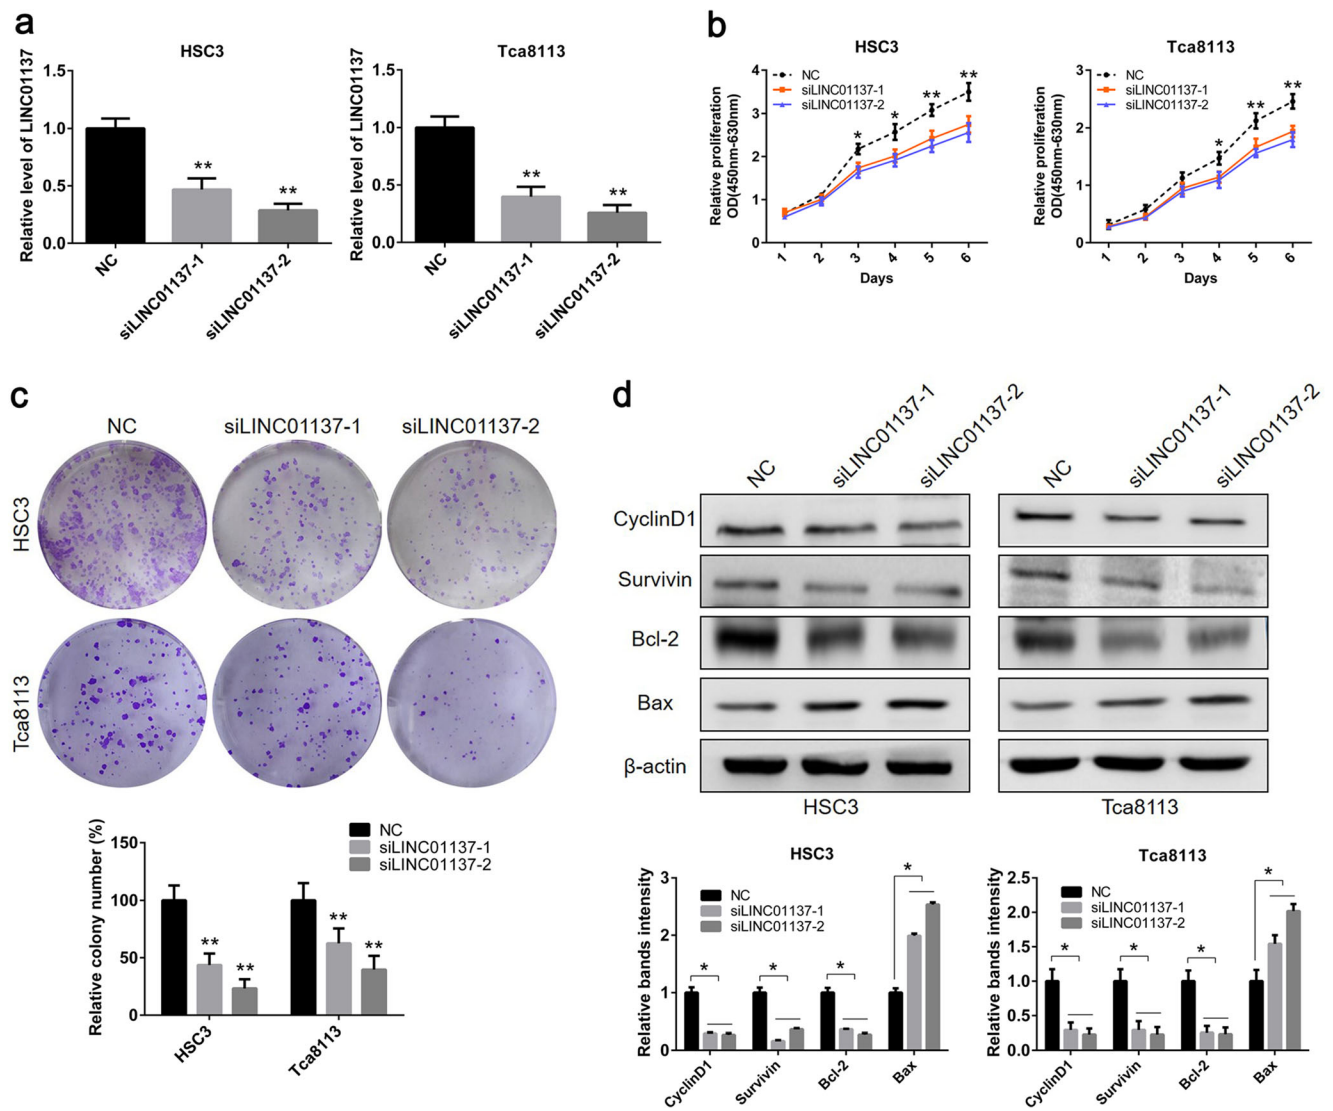 a
HSC3
Relative level of LINC01137
1.5
1.0
0.5
0.0
**
**
NC
siLINC01137-1
siLINC01137-2
Tca8113
Relative level of LINC01137
1.5
1.0
0.5
0.0
**
**
NC
siLINC01137-1
siLINC01137-2
b
HSC3
Relative proliferation
OD(450nm-630nm)
4
3
2
1
0
NC
siLINC01137-1
siLINC01137-2
*
*
**
**
1 2 3 4 5 6
Days
Tca8113
Relative proliferation
OD(450nm-630nm)
3
2
1
0
NC
siLINC01137-1
siLINC01137-2
*
**
**
1 2 3 4 5 6
Days
c
NC siLINC01137-1 siLINC01137-2
HSC3
Tca8113
Relative colony number (%)
150
100
50
0
NC
siLINC01137-1
siLINC01137-2
** **
** **
HSC3 Tca8113
d
NC siLINC01137-1 siLINC01137-2
NC siLINC01137-1 siLINC01137-2
CyclinD1
Survivin
Bcl-2
Bax
β-actin
HSC3 Tca8113
HSC3
Relative bands intensity
3
2
1
0
NC
siLINC01137-1
siLINC01137-2
* * * *
CyclinD1 Survivin Bcl-2 Bax
Tca8113
Relative bands intensity
2.5
2.0
1.5
1.0
0.5
0.0
NC
siLINC01137-1
siLINC01137-2
* * * *
CyclinD1 Survivin Bcl-2 Bax